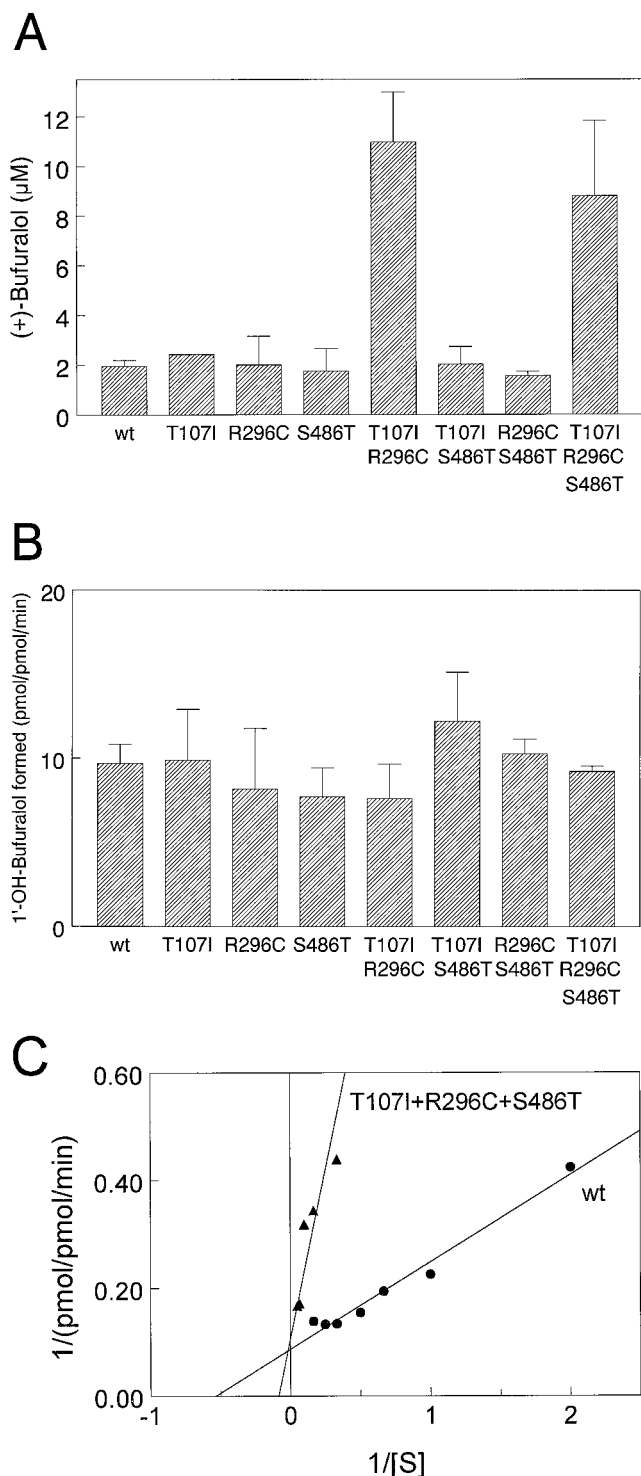 A
(+)-Bufuralol (μM)
12
10
8
6
4
2
0
wt T107I R296C S486T T107I T107I R296C T107I
R296C S486T S486T R296C
S486T
B
1'-OH-Bufuralol formed (pmol/pmol/min)
20
10
0
wt T107I R296C S486T T107I T107I R296C T107I
R296C S486T S486T R296C
S486T
C
1/(pmol/pmol/min)
0.60
0.40
0.20
0.00
T107I+R296C+S486T
wt
-1 0 1 2
1/[S]